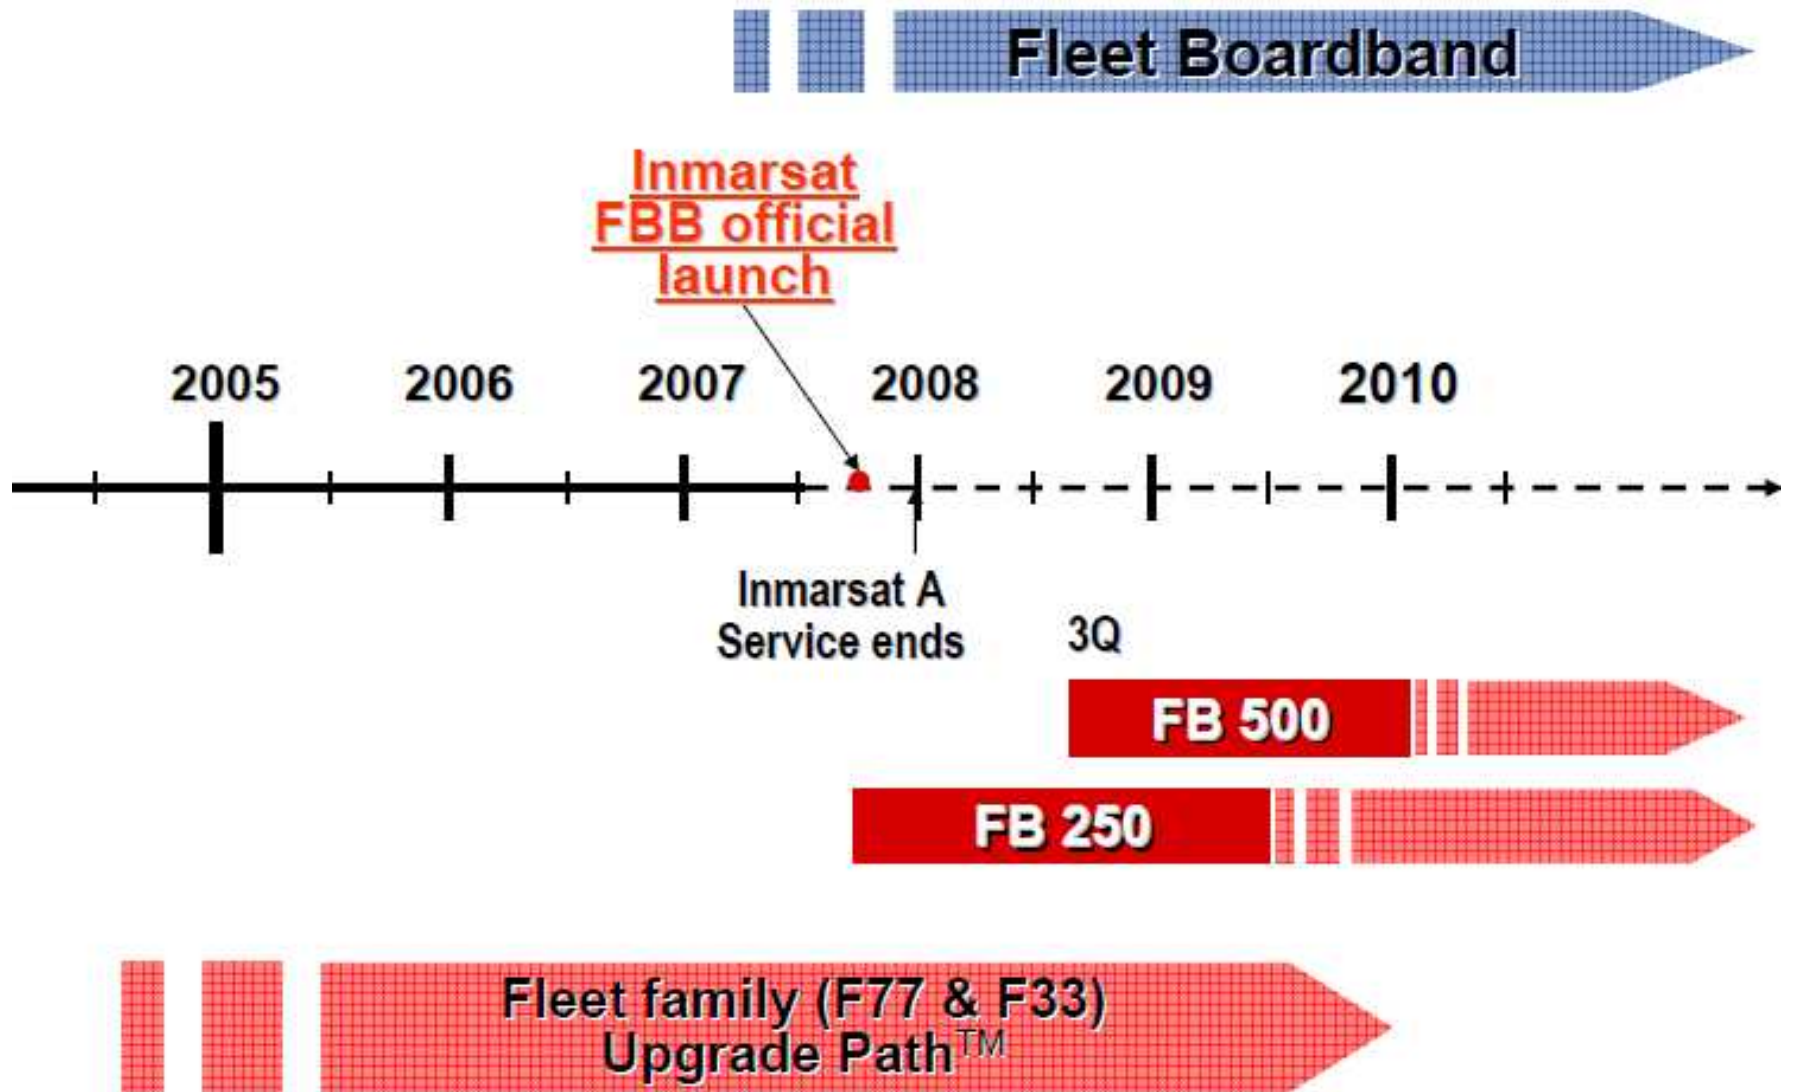 Fleet Boardband
Inmarsat
FBB official
launch
2005 2006 2007 2008 2009 2010
Inmarsat A
Service ends
3Q
FB 500
FB 250
Fleet family (F77 & F33)
Upgrade Path™